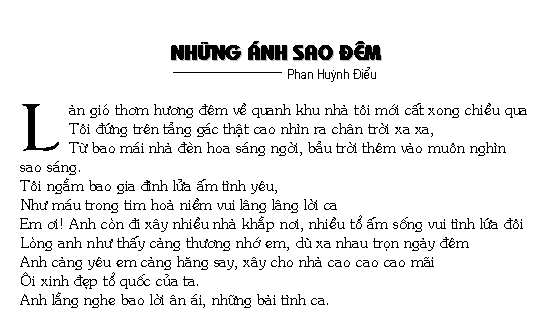 NHỮNG ÁNH SAO ĐÊM
Phan Huỳnh Điểu
Làn gió thơm hương đêm về quanh khu nhà tôi mới cất xong chiều qua
Tôi đứng trên tầng gác thật cao nhìn ra chân trời xa xa,
Từ bao mái nhà đèn hoa sáng ngời, bầu trời thêm vào muôn nghìn
sao sáng.
Tôi ngắm bao gia đình lửa ấm tình yêu,
Như máu trong tim hoà niềm vui lâng lâng lời ca
Em ơi! Anh còn đi xây nhiều nhà khắp nơi, nhiều tổ ấm sống vui tình lứa đôi
Lòng anh như thấy càng thương nhớ em, dù xa nhau trọn ngày đêm
Anh càng yêu em càng hăng say, xây cho nhà cao cao cao mãi
Ôi xinh đẹp tổ quốc của ta.
Anh lắng nghe bao lời ân ái, những bài tình ca.